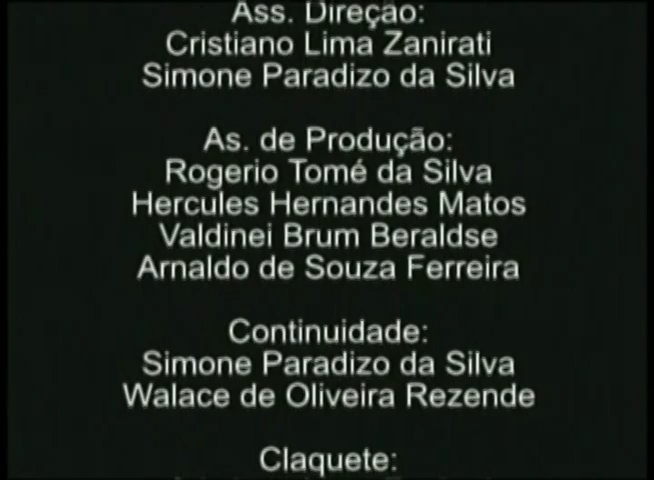 Ass. Direção:
Cristiano Lima Zanirati
Simone Paradizo da Silva
As. de Produção:
Rogerio Tomé da Silva
Hercules Hernandes Matos
Valdinei Brum Beraldse
Arnaldo de Souza Ferreira
Continuidade:
Simone Paradizo da Silva
Walace de Oliveira Rezende
Claquete: